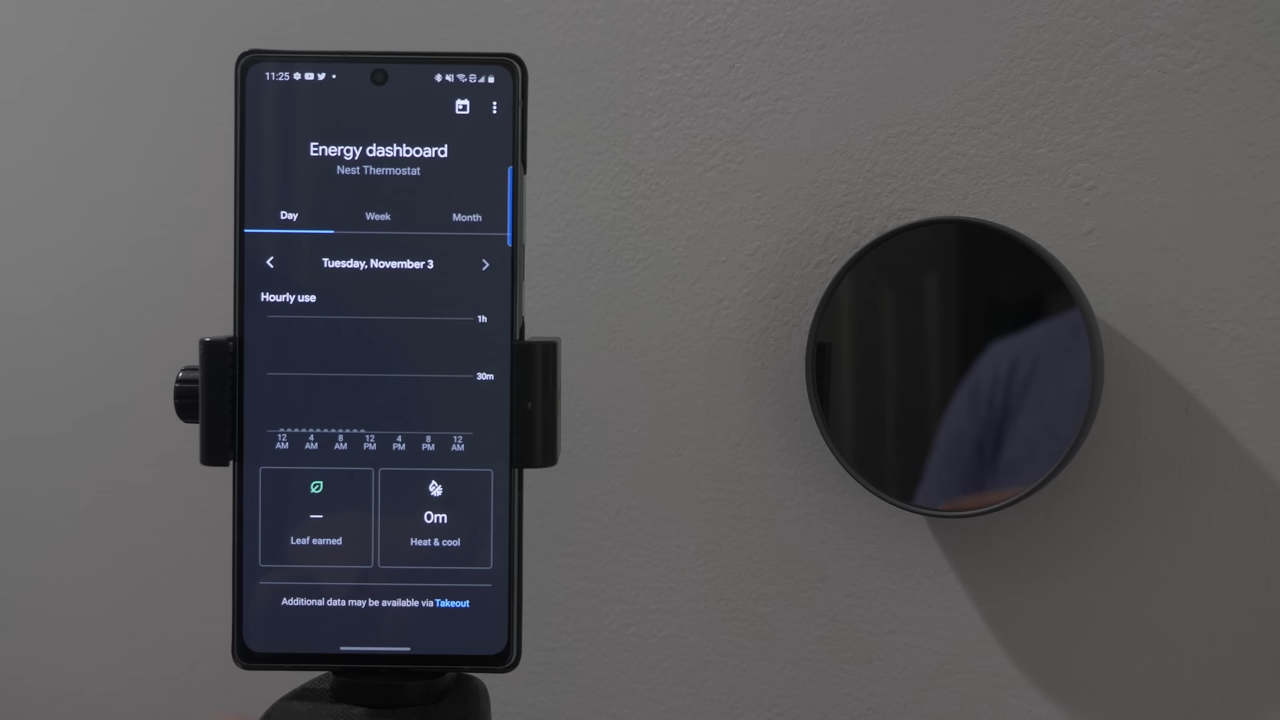 11:25
Energy dashboard
Nest Thermostat
Day Week Month
Tuesday, November 3
Hourly use
1h
30m
12 4 8 12 4 8 12
AM AM AM PM PM PM AM
— 0m
Leaf earned Heat & cool
Additional data may be available via Takeout